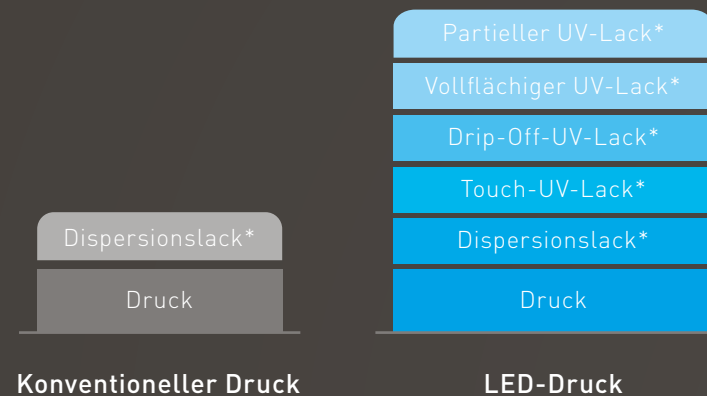 Dispersionslack*
Druck
Konventioneller Druck
Partieller UV-Lack*
Vollflächiger UV-Lack*
Drip-Off-UV-Lack*
Touch-UV-Lack*
Dispersionslack*
Druck
LED-Druck